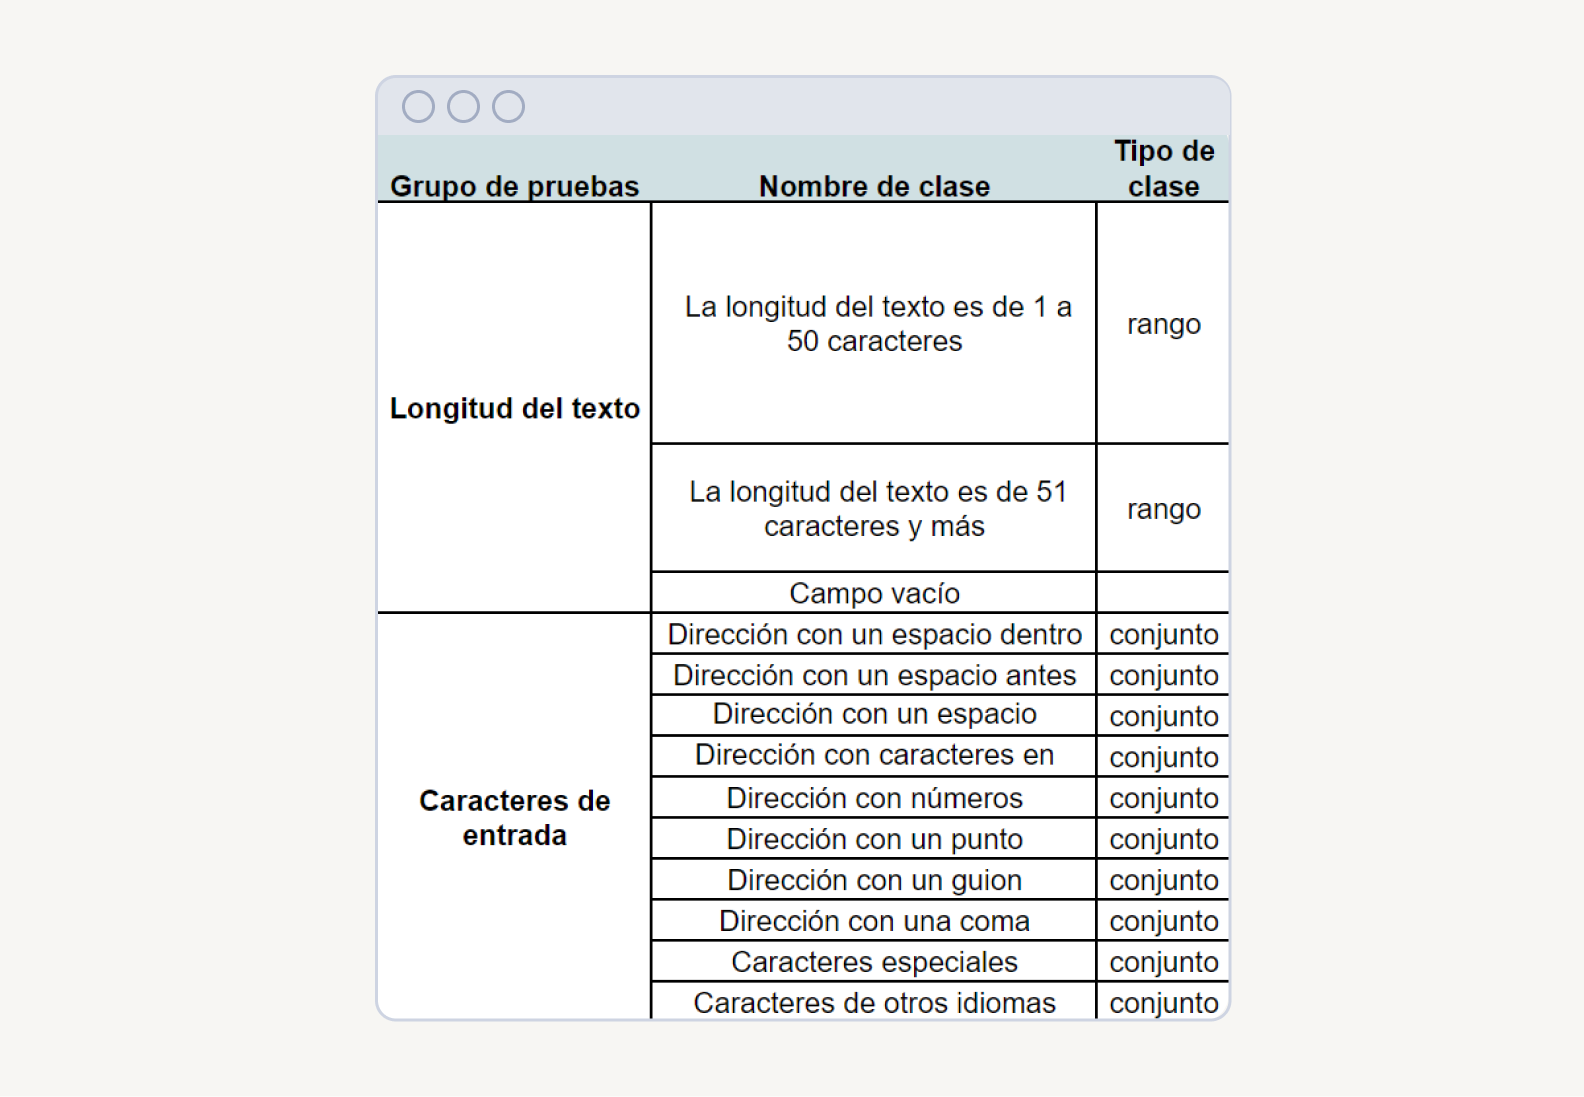 Grupo de pruebas
Nombre de clase
Tipo de
clase
Longitud del texto
La longitud del texto es de 1 a
50 caracteres
rango
La longitud del texto es de 51
caracteres y más
rango
Campo vacío
Caracteres de
entrada
Dirección con un espacio dentro
conjunto
Dirección con un espacio antes
conjunto
Dirección con un espacio
conjunto
Dirección con caracteres en
conjunto
Dirección con números
conjunto
Dirección con un punto
conjunto
Dirección con un guion
conjunto
Dirección con una coma
conjunto
Caracteres especiales
conjunto
Caracteres de otros idiomas
conjunto